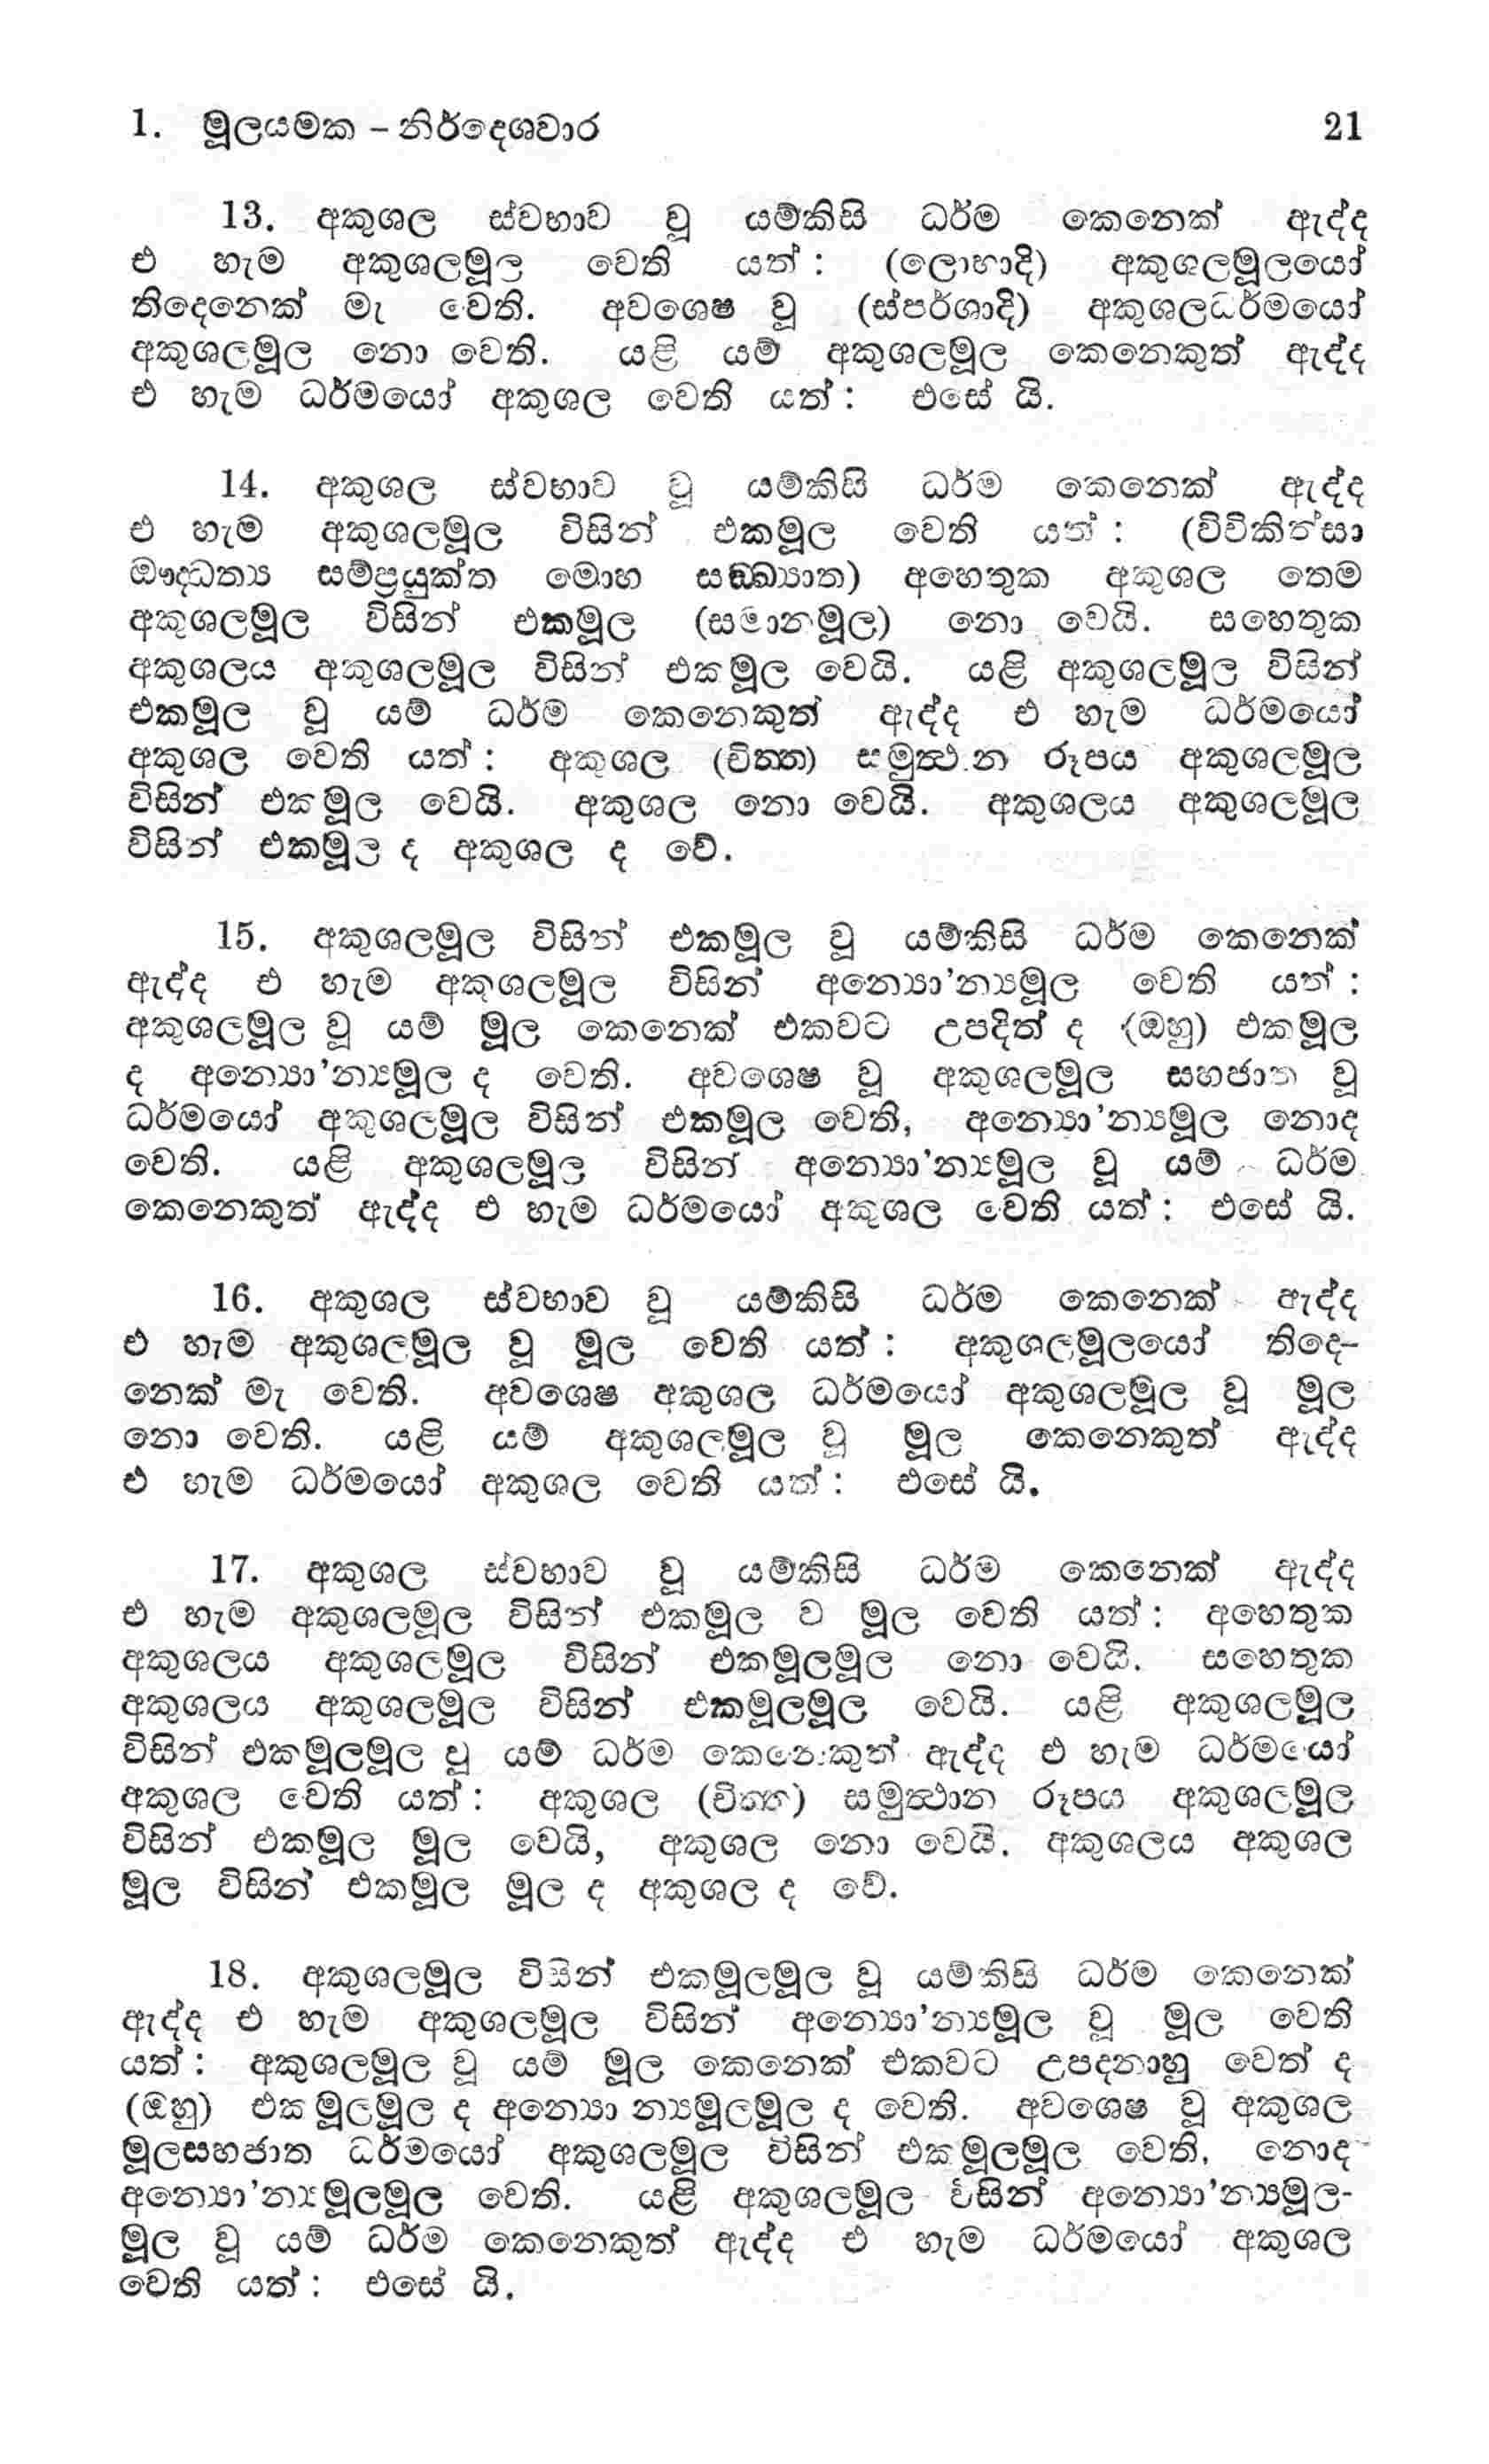 1. මූලයමක – නිර්දෙශවාර 21
13. අකුශල ස්වභාව වූ යම්කිසි ධර්ම කෙනෙක් ඇද්ද
එ හැම අකුශලමූල වෙති යත් : (ලොභාදි) අකුශලමූලයෝ
තිදෙනෙක් මැ වෙති. අවශෙෂ වූ (ස්පර්ශාදි) අකුශලධර්මයෝ
අකුශලමූල නො වෙති. යළි යම් අකුශලමූල කෙනෙකුත් ඇද්ද
එ හැම ධර්මයෝ අකුශල වෙති යත් : එසේ යි.
14. අකුශල ස්වභාව වූ යම්කිසි ධර්ම කෙනෙක් ඇද්ද
එ හැම අකුශලමූල විසින් එකමූල වෙති යත් : (විචිකිත්සා
ඖද්ධත්‍ය සම්ප්‍රයුක්ත මොහ සඞ්ඛ්‍යාත) අහෙතුක අකුශල තෙම
අකුශලමූල විසින් එකමූල (සමානමූල) නො වෙයි. සහෙතුක
අකුශලය අකුශලමූල විසින් එකමූල වෙයි. යළි අකුශලමූල විසින්
එකමූල වූ යම් ධර්ම කෙනෙකුත් ඇද්ද එ හැම ධර්මයෝ
අකුශල වෙති යත් : අකුශල (චිත්ත) සමුත්‍ථාන රූපය අකුශලමූල
විසින් එකමූල වෙයි. අකුශල නො වෙයි. අකුශලය අකුශලමූල
විසින් එකමූල ද අකුශල ද වේ.
15. අකුශලමූල විසින් එකමූල වූ යම්කිසි ධර්ම කෙනෙක්
ඇද්ද එ හැම අකුශලමූල විසින් අන්‍යො'න්‍යමූල වෙති යත් :
අකුශලමූල වූ යම් මූල කෙනෙක් එකවට උපදිත් ද (ඔහු) එකමූල
ද අන්‍යො'න්‍යමූල ද වෙති. අවශෙෂ වූ අකුශලමූල සහජාත වූ
ධර්මයෝ අකුශලමූල විසින් එකමූල වෙති, අන්‍යො'න්‍යමූල නොද
වෙති. යළි අකුශලමූල විසින් අන්‍යො'න්‍යමූල වූ යම් ධර්ම
කෙනෙකුත් ඇද්ද එ හැම ධර්මයෝ අකුශල වෙති යත් : එසේ යි.
16. අකුශල ස්වභාව වූ යම්කිසි ධර්ම කෙනෙක් ඇද්ද
එ හැම අකුශලමූල වූ මූල වෙති යත් : අකුශලමූලයෝ තිදෙ-
නෙක් මැ වෙති. අවශෙෂ අකුශල ධර්මයෝ අකුශලමූල වූ මූල
නො වෙති. යළි යම් අකුශලමූල වූ මූල කෙනෙකුත් ඇද්ද
එ හැම ධර්මයෝ අකුශල වෙති යත් : එසේ යි.
17. අකුශල ස්වභාව වූ යම්කිසි ධර්ම කෙනෙක් ඇද්ද
එ හැම අකුශලමූල විසින් එකමූල ව මූල වෙති යත් : අහෙතුක
අකුශලය අකුශලමූල විසින් එකමූලමූල නො වෙයි. සහෙතුක
අකුශලය අකුශලමූල විසින් එකමූලමූල වෙයි. යළි අකුශලමූල
විසින් එකමූලමූල වූ යම් ධර්ම කෙනෙකුත් ඇද්ද එ හැම ධර්මයෝ
අකුශල වෙති යත් : අකුශල (චිත්ත) සමුත්‍ථාන රූපය අකුශලමූල
විසින් එකමූල මූල වෙයි, අකුශල නො වෙයි. අකුශලය අකුශල
මූල විසින් එකමූල මූල ද අකුශල ද වේ.
18. අකුශලමූල විසින් එකමූලමූල වූ යම්කිසි ධර්ම කෙනෙක්
ඇද්ද එ හැම අකුශලමූල විසින් අන්‍යො'න්‍යමූල වූ මූල වෙති
යත් : අකුශලමූල වූ යම් මූල කෙනෙක් එකවට උපදනාහු වෙත් ද
(ඔහු) එකමූලමූල ද අන්‍යො න්‍යමූලමූල ද වෙති. අවශෙෂ වූ අකුශල
මූලසහජාත ධර්මයෝ අකුශලමූල විසින් එකමූලමූල වෙති, නොද
අන්‍යො'න්‍යමූලමූල වෙති. යළි අකුශලමූල විසින් අන්‍යො'න්‍යමූල-
මූල වූ යම් ධර්ම කෙනෙකුත් ඇද්ද එ හැම ධර්මයෝ අකුශල
වෙති යත් : එසේ යි.